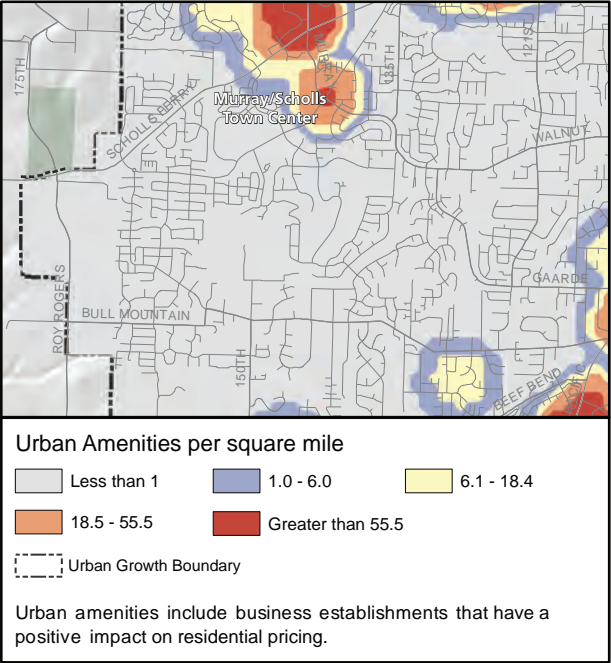 175TH
SCHOLLS FERRY
MURRA
135TH
121ST
Murray/Scholls
Town Center
WALNUT
ROY ROGERS
GAARDE
BULL MOUNTAIN
150TH
BEEF BEND
PACIFIC
Urban Amenities per square mile
Less than 1
1.0 - 6.0
6.1 - 18.4
18.5 - 55.5
Greater than 55.5
Urban Growth Boundary
Urban amenities include business establishments that have a
positive impact on residential pricing.